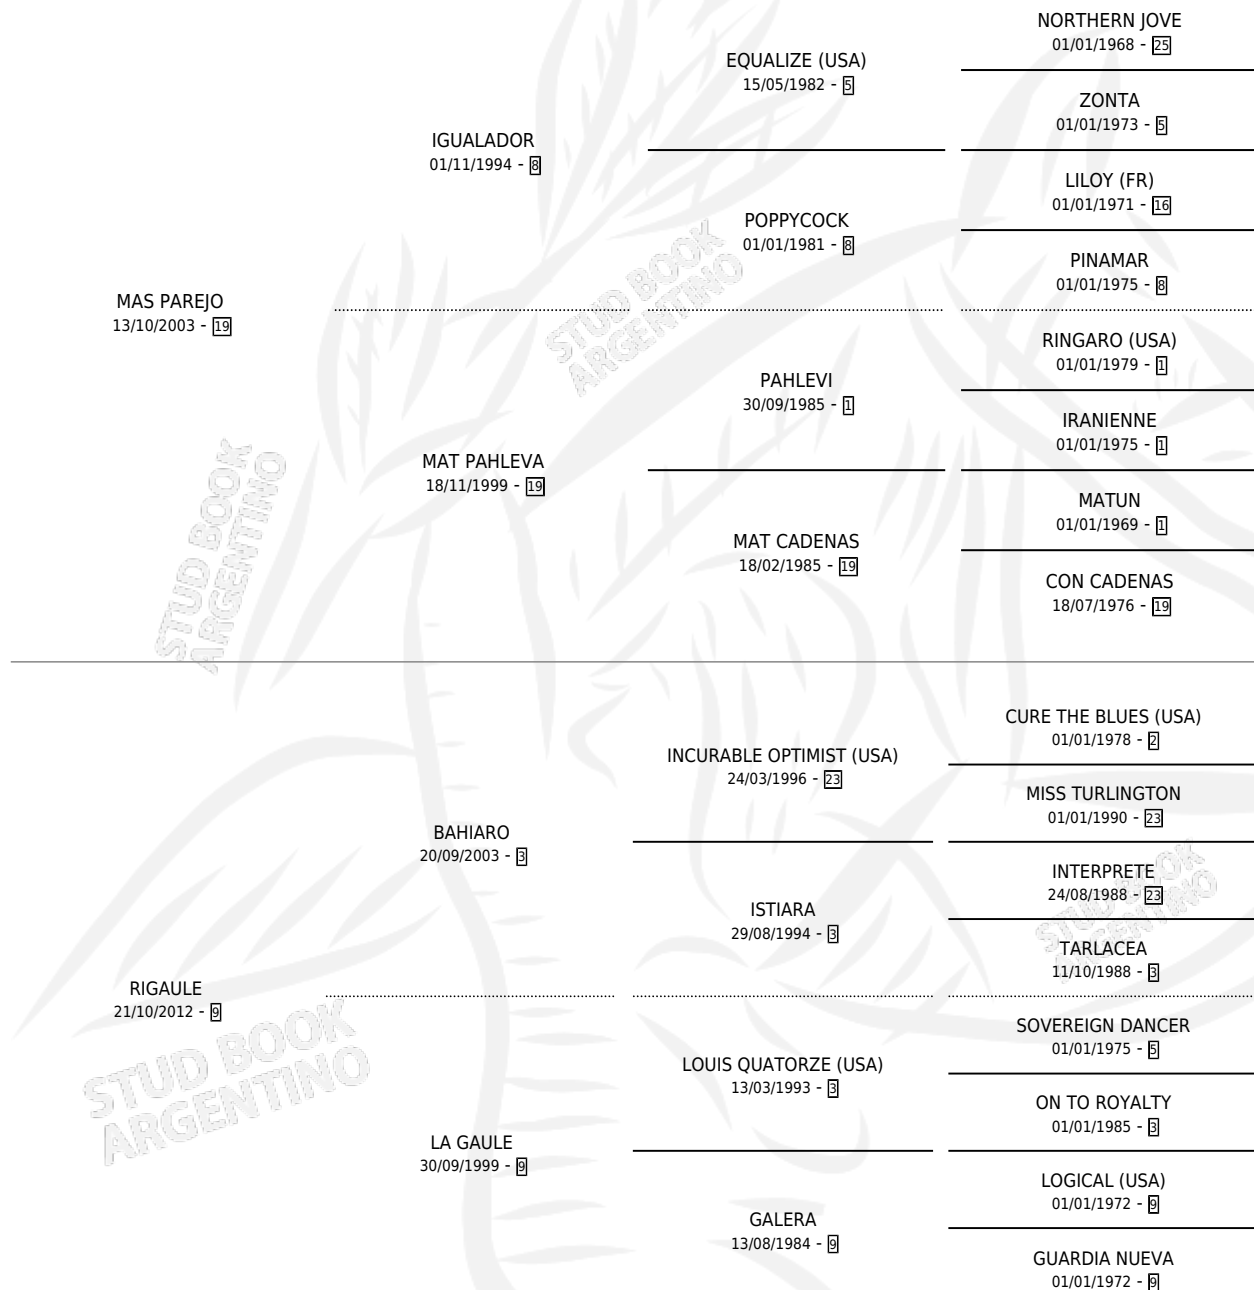 NORTHERN JOVE
01/01/1968 - 25
EQUALIZE (USA)
15/05/1982 - 5
ZONTA
01/01/1973 - 5
IGUALADOR
01/11/1994 - 8
LILOY (FR)
01/01/1971 - 16
POPPYCOCK
01/01/1981 - 8
PINAMAR
01/01/1975 - 8
MAS PAREJO
13/10/2003 - 19
RINGARO (USA)
01/01/1979 - 1
PAHLEVI
30/09/1985 - 1
IRANIENNE
01/01/1975 - 1
MAT PAHLEVA
18/11/1999 - 19
MATUN
01/01/1969 - 1
MAT CADENAS
18/02/1985 - 19
CON CADENAS
18/07/1976 - 19
STUD BOOK
ARGENTINO
STUD BOOK
ARGENTINO
CURE THE BLUES (USA)
01/01/1978 - 2
INCURABLE OPTIMIST (USA)
24/03/1996 - 23
MISS TURLINGTON
01/01/1990 - 23
BAHIARO
20/09/2003 - 3
INTERPRETE
24/08/1988 - 23
ISTIARA
29/08/1994 - 3
TARLACEA
11/10/1988 - 3
STUD BOOK
ARGENTINO
RIGAULE
21/10/2012 - 9
SOVEREIGN DANCER
01/01/1975 - 5
LOUIS QUATORZE (USA)
13/03/1993 - 3
ON TO ROYALTY
01/01/1985 - 3
STUD BOOK
ARGENTINO
LA GAULE
30/09/1999 - 9
LOGICAL (USA)
01/01/1972 - 9
GALERA
13/08/1984 - 9
GUARDIA NUEVA
01/01/1972 - 9